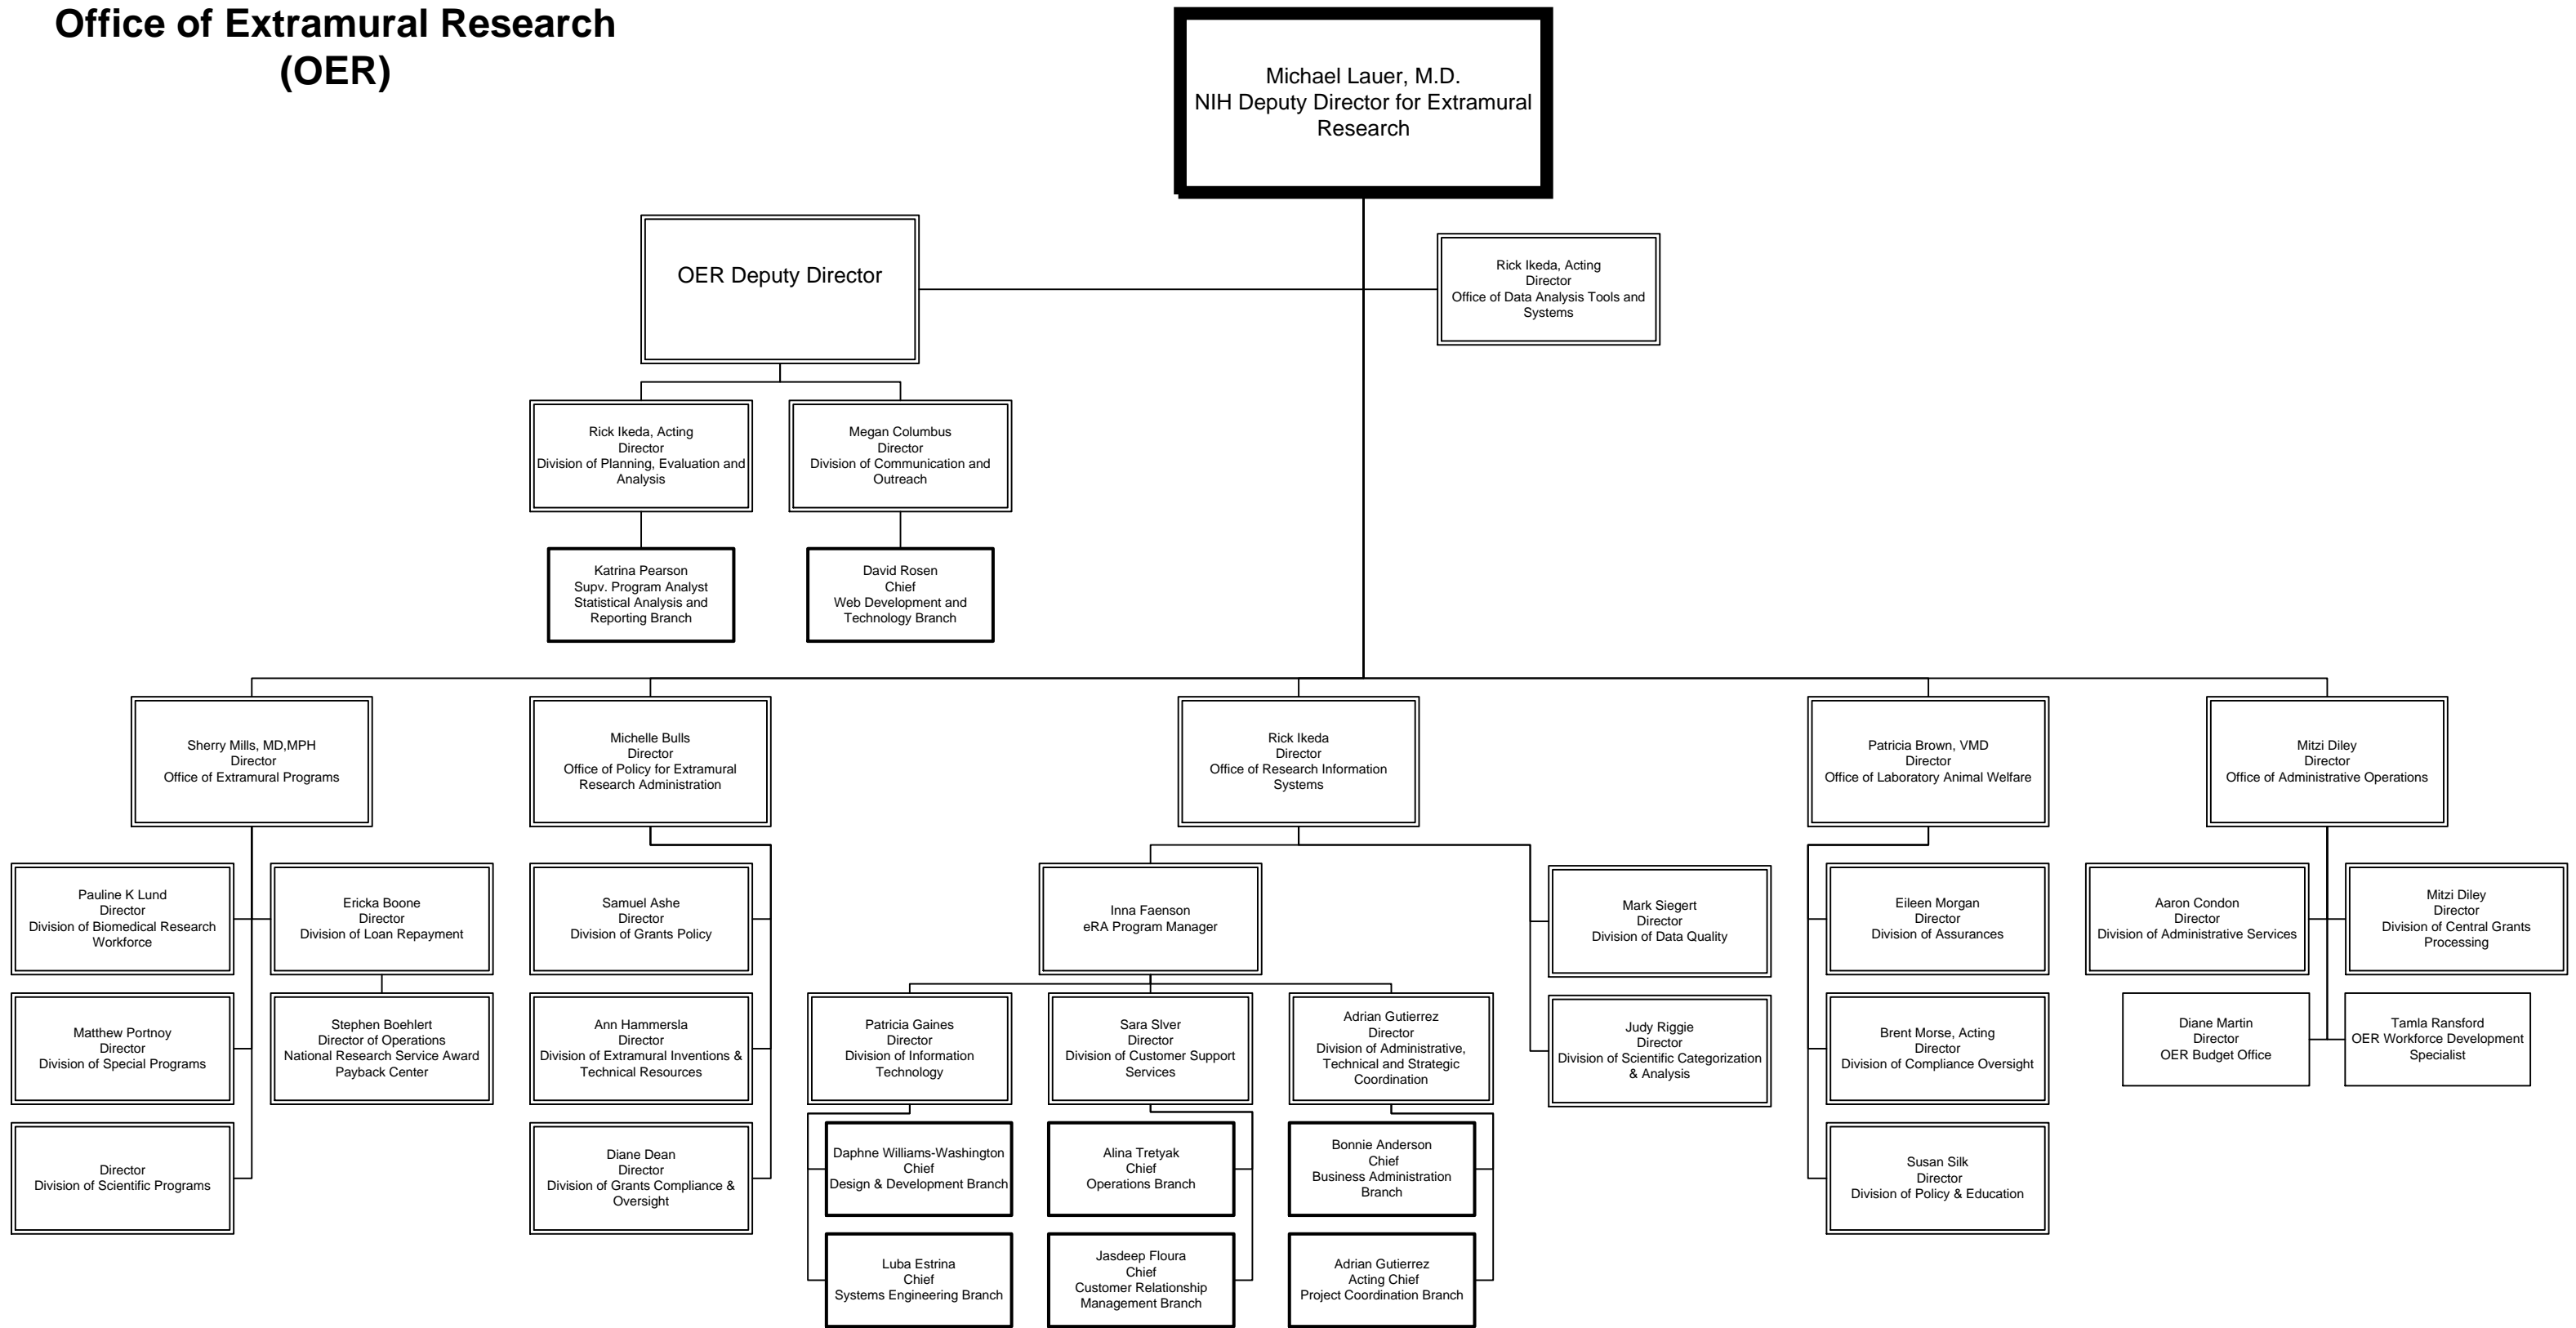 Office of Extramural Research
(OER)
Michael Lauer, M.D.
NIH Deputy Director for Extramural
Research
OER Deputy Director
Rick Ikeda, Acting
Director
Office of Data Analysis Tools and
Systems
Rick Ikeda, Acting
Director
Division of Planning, Evaluation and
Analysis
Megan Columbus
Director
Division of Communication and
Outreach
Katrina Pearson
Supv. Program Analyst
Statistical Analysis and
Reporting Branch
David Rosen
Chief
Web Development and
Technology Branch
Sherry Mills, MD,MPH
Director
Office of Extramural Programs
Michelle Bulls
Director
Office of Policy for Extramural
Research Administration
Rick Ikeda
Director
Office of Research Information
Systems
Patricia Brown, VMD
Director
Office of Laboratory Animal Welfare
Mitzi Diley
Director
Office of Administrative Operations
Pauline K Lund
Director
Division of Biomedical Research
Workforce
Ericka Boone
Director
Division of Loan Repayment
Samuel Ashe
Director
Division of Grants Policy
Inna Faenson
eRA Program Manager
Mark Siegert
Director
Division of Data Quality
Eileen Morgan
Director
Division of Assurances
Aaron Condon
Director
Division of Administrative Services
Mitzi Diley
Director
Division of Central Grants
Processing
Matthew Portnoy
Director
Division of Special Programs
Stephen Boehlert
Director of Operations
National Research Service Award
Payback Center
Ann Hammersla
Director
Division of Extramural Inventions &
Technical Resources
Patricia Gaines
Director
Division of Information
Technology
Sara Slver
Director
Division of Customer Support
Services
Adrian Gutierrez
Director
Division of Administrative,
Technical and Strategic
Coordination
Judy Riggie
Director
Division of Scientific Categorization
& Analysis
Brent Morse, Acting
Director
Division of Compliance Oversight
Diane Martin
Director
OER Budget Office
Tamla Ransford
OER Workforce Development
Specialist
Director
Division of Scientific Programs
Diane Dean
Director
Division of Grants Compliance &
Oversight
Daphne Williams-Washington
Chief
Design & Development Branch
Alina Tretyak
Chief
Operations Branch
Bonnie Anderson
Chief
Business Administration
Branch
Susan Silk
Director
Division of Policy & Education
Luba Estrina
Chief
Systems Engineering Branch
Jasdeep Floura
Chief
Customer Relationship
Management Branch
Adrian Gutierrez
Acting Chief
Project Coordination Branch